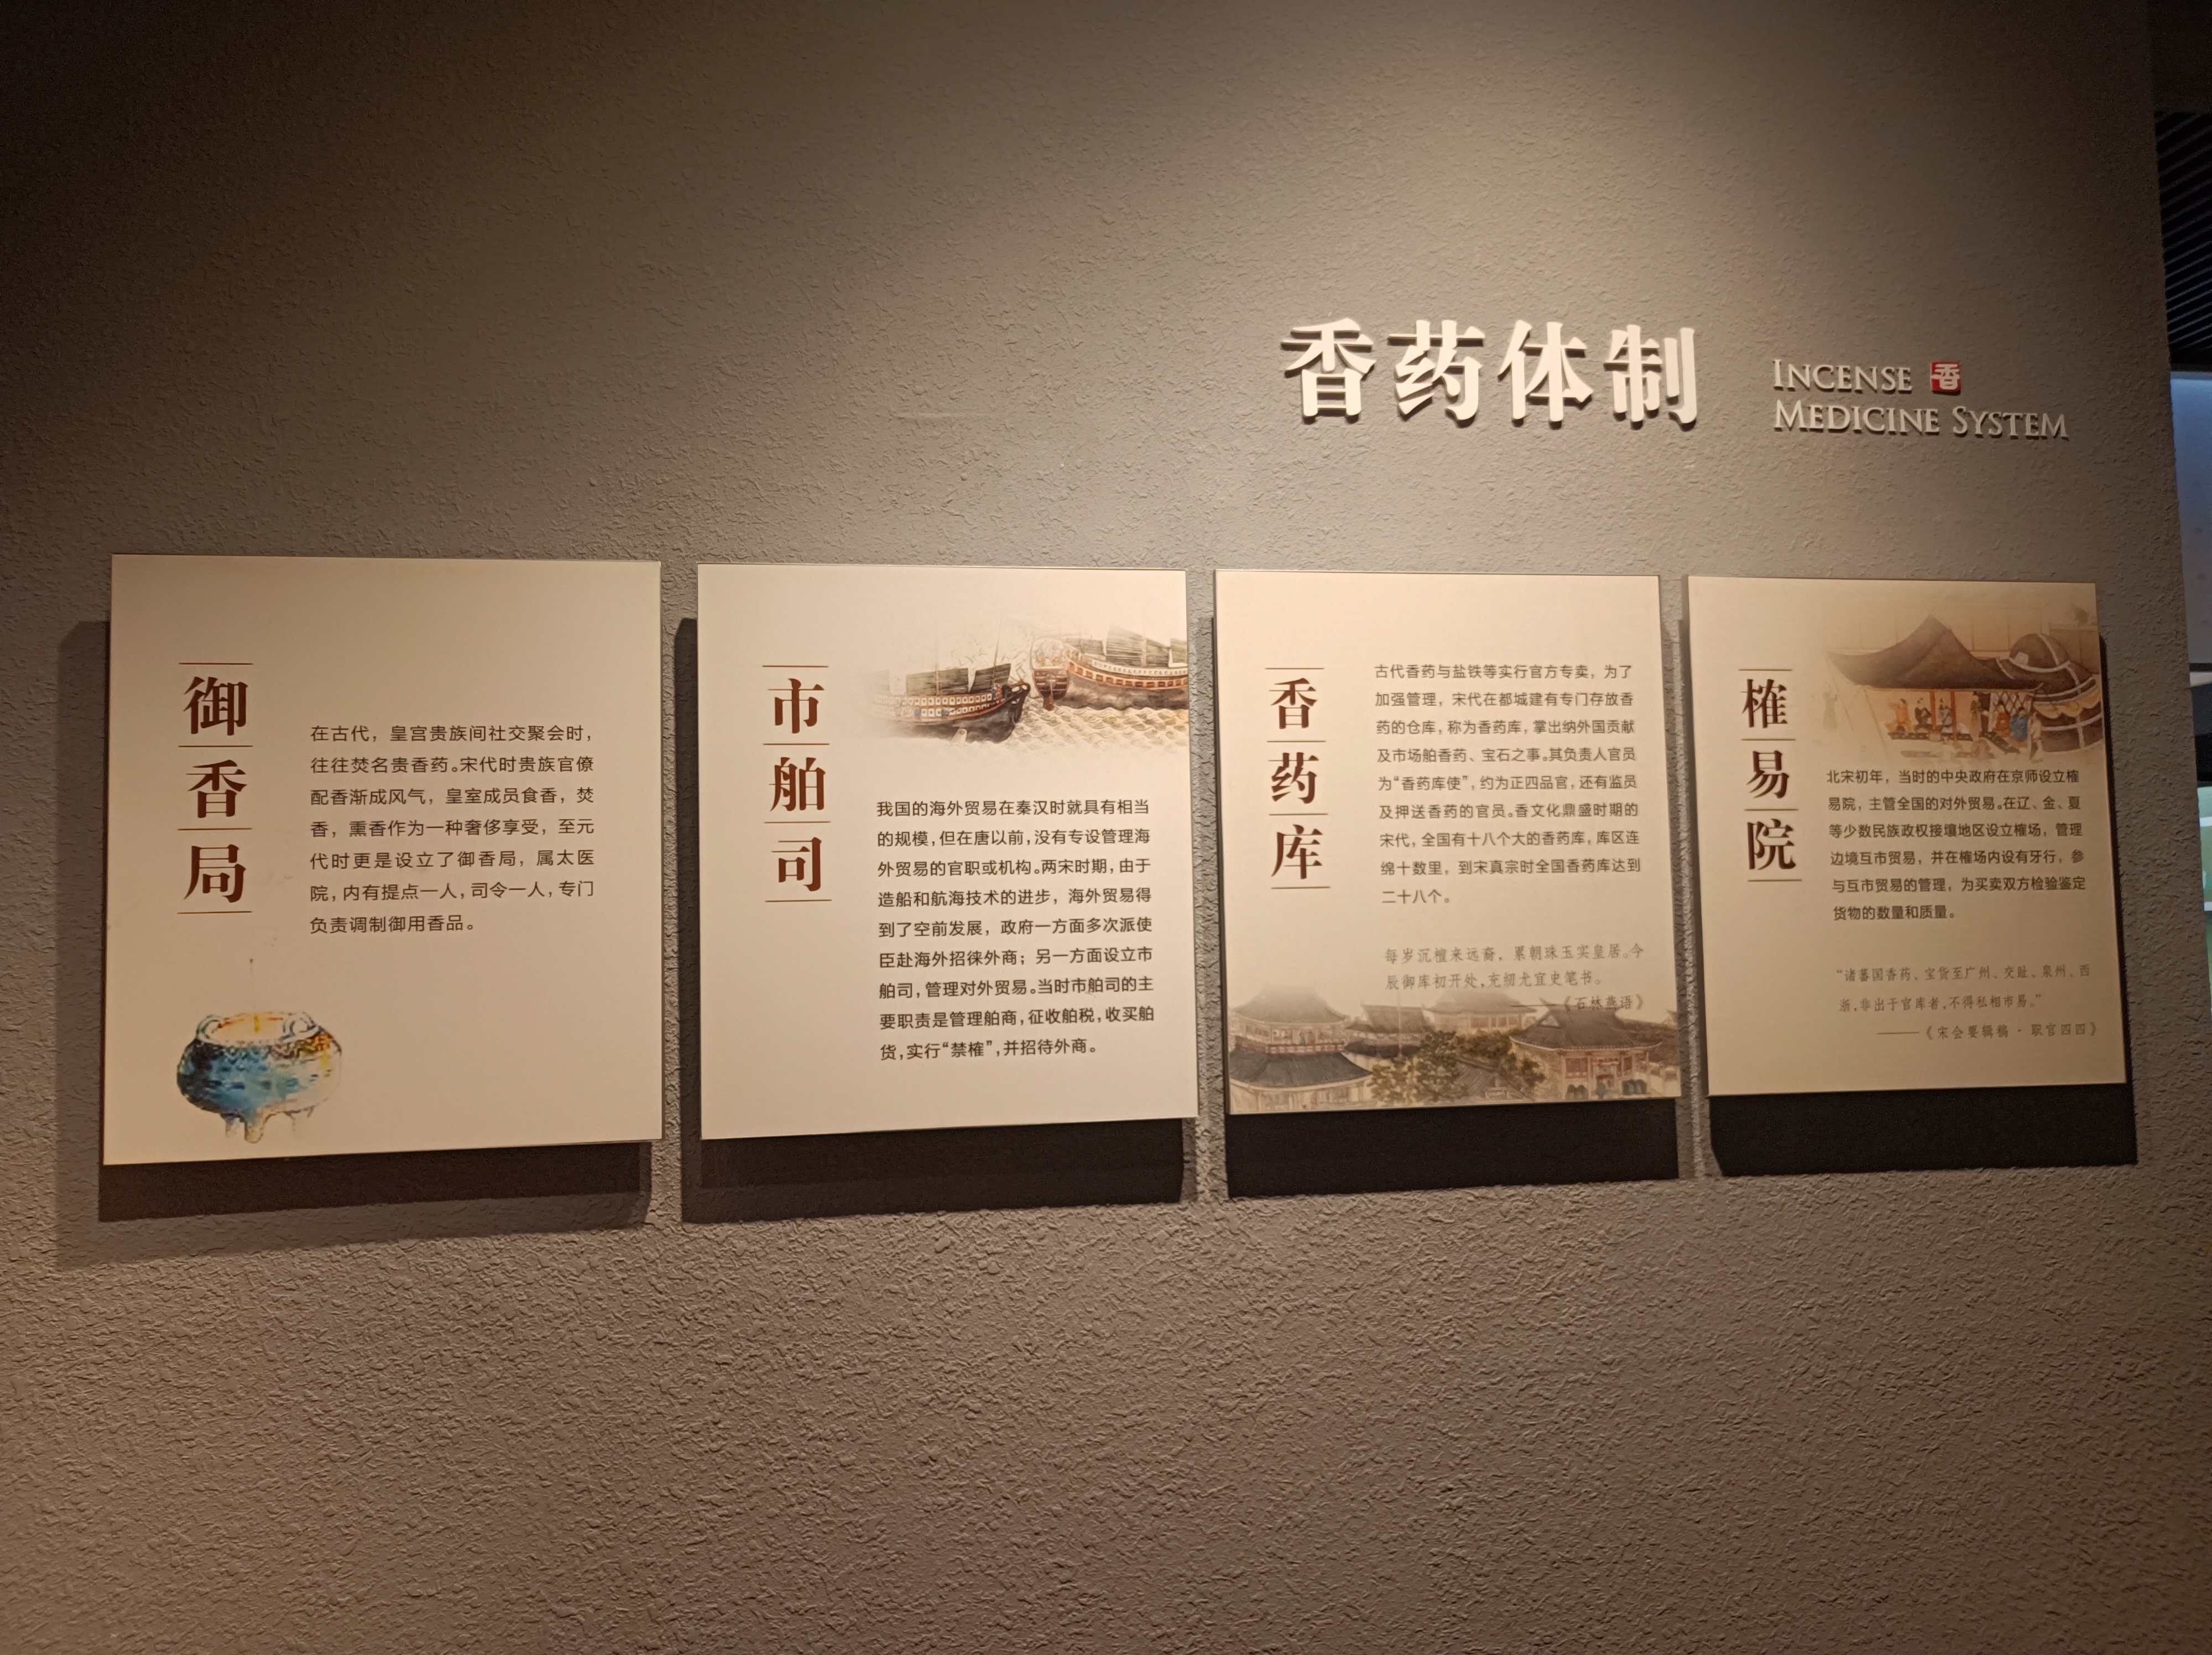 香药体制
INCENSE 香
MEDICINE SYSTEM
御香局
在古代，皇宫贵族间社交聚会时，
往往焚名贵香药。宋代时贵族官僚
配香渐成风气，皇室成员食香，焚
香，熏香作为一种奢侈享受，至元
代时更是设立了御香局，属太医
院，内有提点一人，司令一人，专门
负责调制御用香品。
市舶司
我国的海外贸易在秦汉时就具有相当
的规模，但在唐以前，没有专设管理海
外贸易的官职或机构。两宋时期，由于
造船和航海技术的进步，海外贸易得
到了空前发展，政府一方面多次派使
臣赴海外招徕外商；另一方面设立市
舶司，管理对外贸易。当时市舶司的主
要职责是管理舶商，征收舶税，收买舶
货，实行“禁榷”，并招待外商。
香药库
古代香药与盐铁等实行官方专卖，为了
加强管理，宋代在都城建有专门存放香
药的仓库，称为香药库，掌出纳外国贡献
及市场舶香药、宝石之事。其负责人官员
为“香药库使”，约为正四品官，还有监员
及押送香药的官员。香文化鼎盛时期的
宋代，全国有十八个大的香药库，库区连
绵十数里，到宋真宗时全国香药库达到
二十八个。
每岁沉檀来远裔，累朝珠玉实皇居。今
辰御库初开处，充牣尤宜史笔书。
——《石林燕语》
榷易院
北宋初年，当时的中央政府在京师设立榷
易院，主管全国的对外贸易。在辽、金、夏
等少数民族政权接壤地区设立榷场，管理
边境互市贸易，并在榷场内设有牙行，参
与互市贸易的管理，为买卖双方检验鉴定
货物的数量和质量。
“诸蕃国香药、宝货至广州、交趾、泉州、两
浙，非出于官库者，不得私相市易。”
——《宋会要辑稿·职官四四》